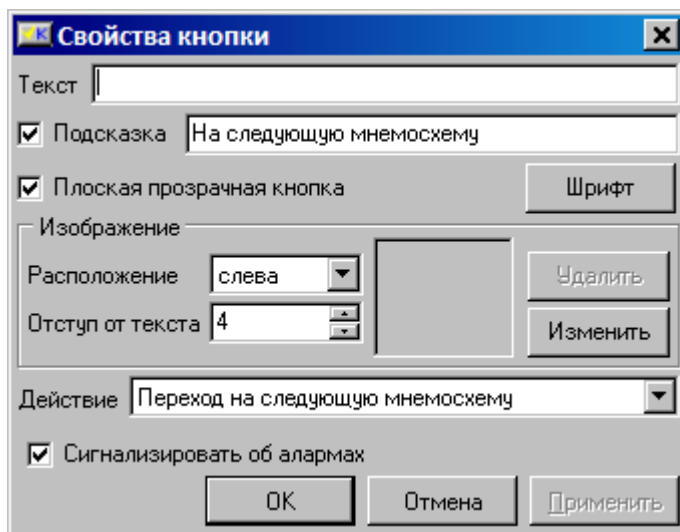 Свойства кнопки
Текст
Подсказка На следующую мнемосхему
Плоская прозрачная кнопка Шрифт
Изображение
Расположение слева Удалить
Отступ от текста 4 Изменить
Действие Переход на следующую мнемосхему
Сигнализировать об алармах
OK Отмена Применить